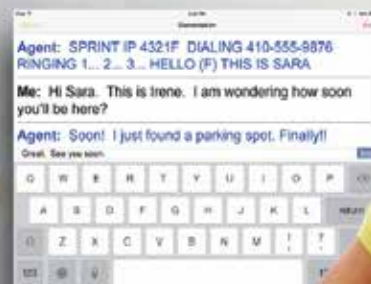 Agent: SPRINT IP 4321F DIALING 410-555-9876
RINGING 1... 2... 3... HELLO (F) THIS IS SARA
Me: Hi Sara. This is Irene. I am wondering how soon
you'll be here?
Agent: Soon! I just found a parking spot. Finally!!
Great. See you soon.
Q W E R T Y U I O P
A S D F G H J K L return
Z X C V B N M ! ?
123